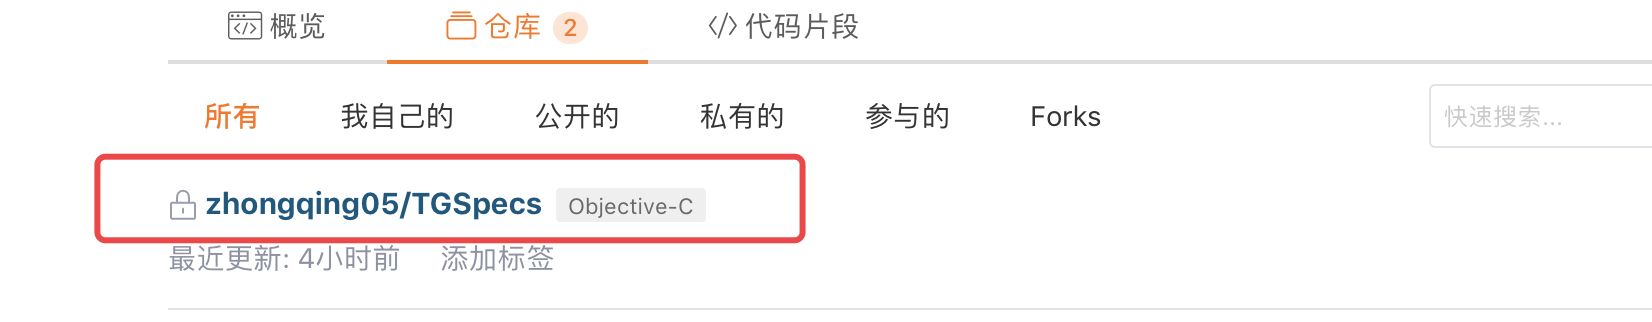 概览 仓库 2 代码片段
所有 我自己的 公开的 私有的 参与的 Forks 快速搜索...
zhongqing05/TGSpecs Objective-C
最近更新: 4小时前 添加标签